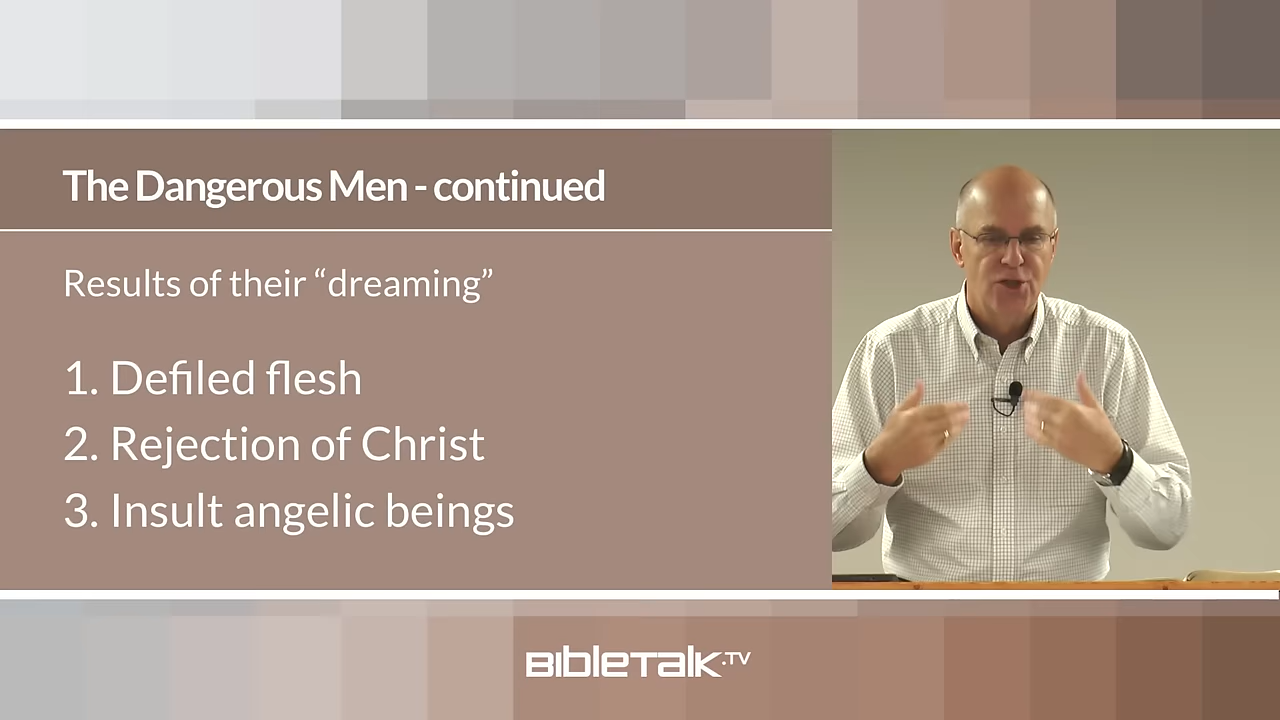 The Dangerous Men - continued
Results of their “dreaming”
1. Defiled flesh
2. Rejection of Christ
3. Insult angelic beings
BibleTalk.TV